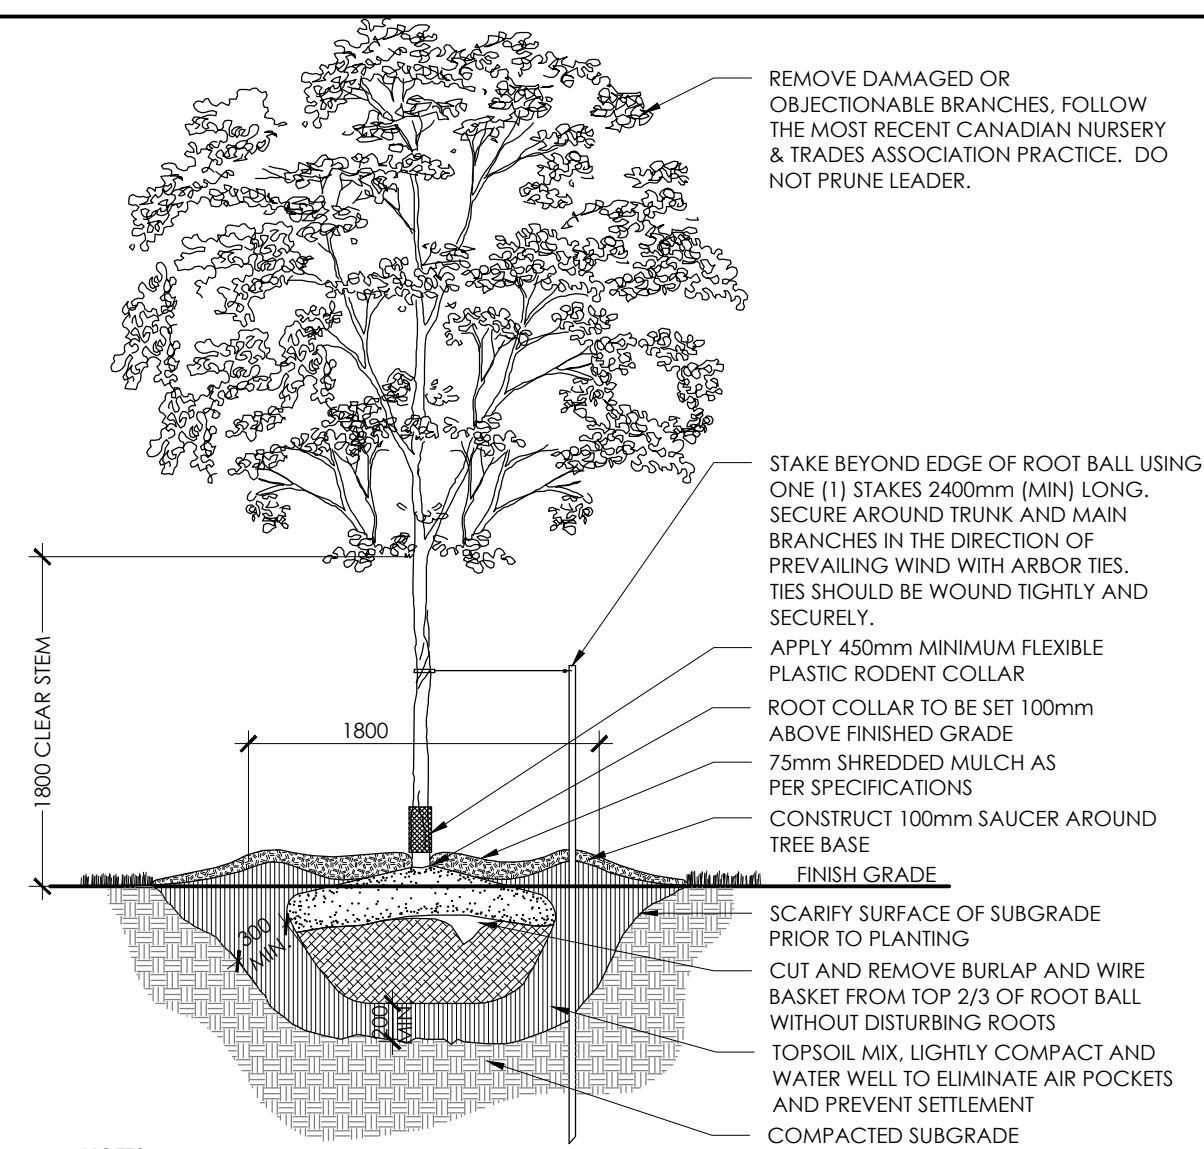 REMOVE DAMAGED OR
OBJECTIONABLE BRANCHES, FOLLOW
THE MOST RECENT CANADIAN NURSERY
& TRADES ASSOCIATION PRACTICE. DO
NOT PRUNE LEADER.
STAKE BEYOND EDGE OF ROOT BALL USING
ONE (1) STAKES 2400mm (MIN) LONG.
SECURE AROUND TRUNK AND MAIN
BRANCHES IN THE DIRECTION OF
PREVAILING WIND WITH ARBOR TIES.
TIES SHOULD BE WOUND TIGHTLY AND
SECURELY.
APPLY 450mm MINIMUM FLEXIBLE
PLASTIC RODENT COLLAR
ROOT COLLAR TO BE SET 100mm
ABOVE FINISHED GRADE
75mm SHREDDED MULCH AS
PER SPECIFICATIONS
CONSTRUCT 100mm SAUCER AROUND
TREE BASE
FINISH GRADE
SCARIFY SURFACE OF SUBGRADE
PRIOR TO PLANTING
CUT AND REMOVE BURLAP AND WIRE
BASKET FROM TOP 2/3 OF ROOT BALL
WITHOUT DISTURBING ROOTS
TOPSOIL MIX, LIGHTLY COMPACT AND
WATER WELL TO ELIMINATE AIR POCKETS
AND PREVENT SETTLEMENT
COMPACTED SUBGRADE
1800 CLEAR STEM
1800
300
MIN.
200
MIN